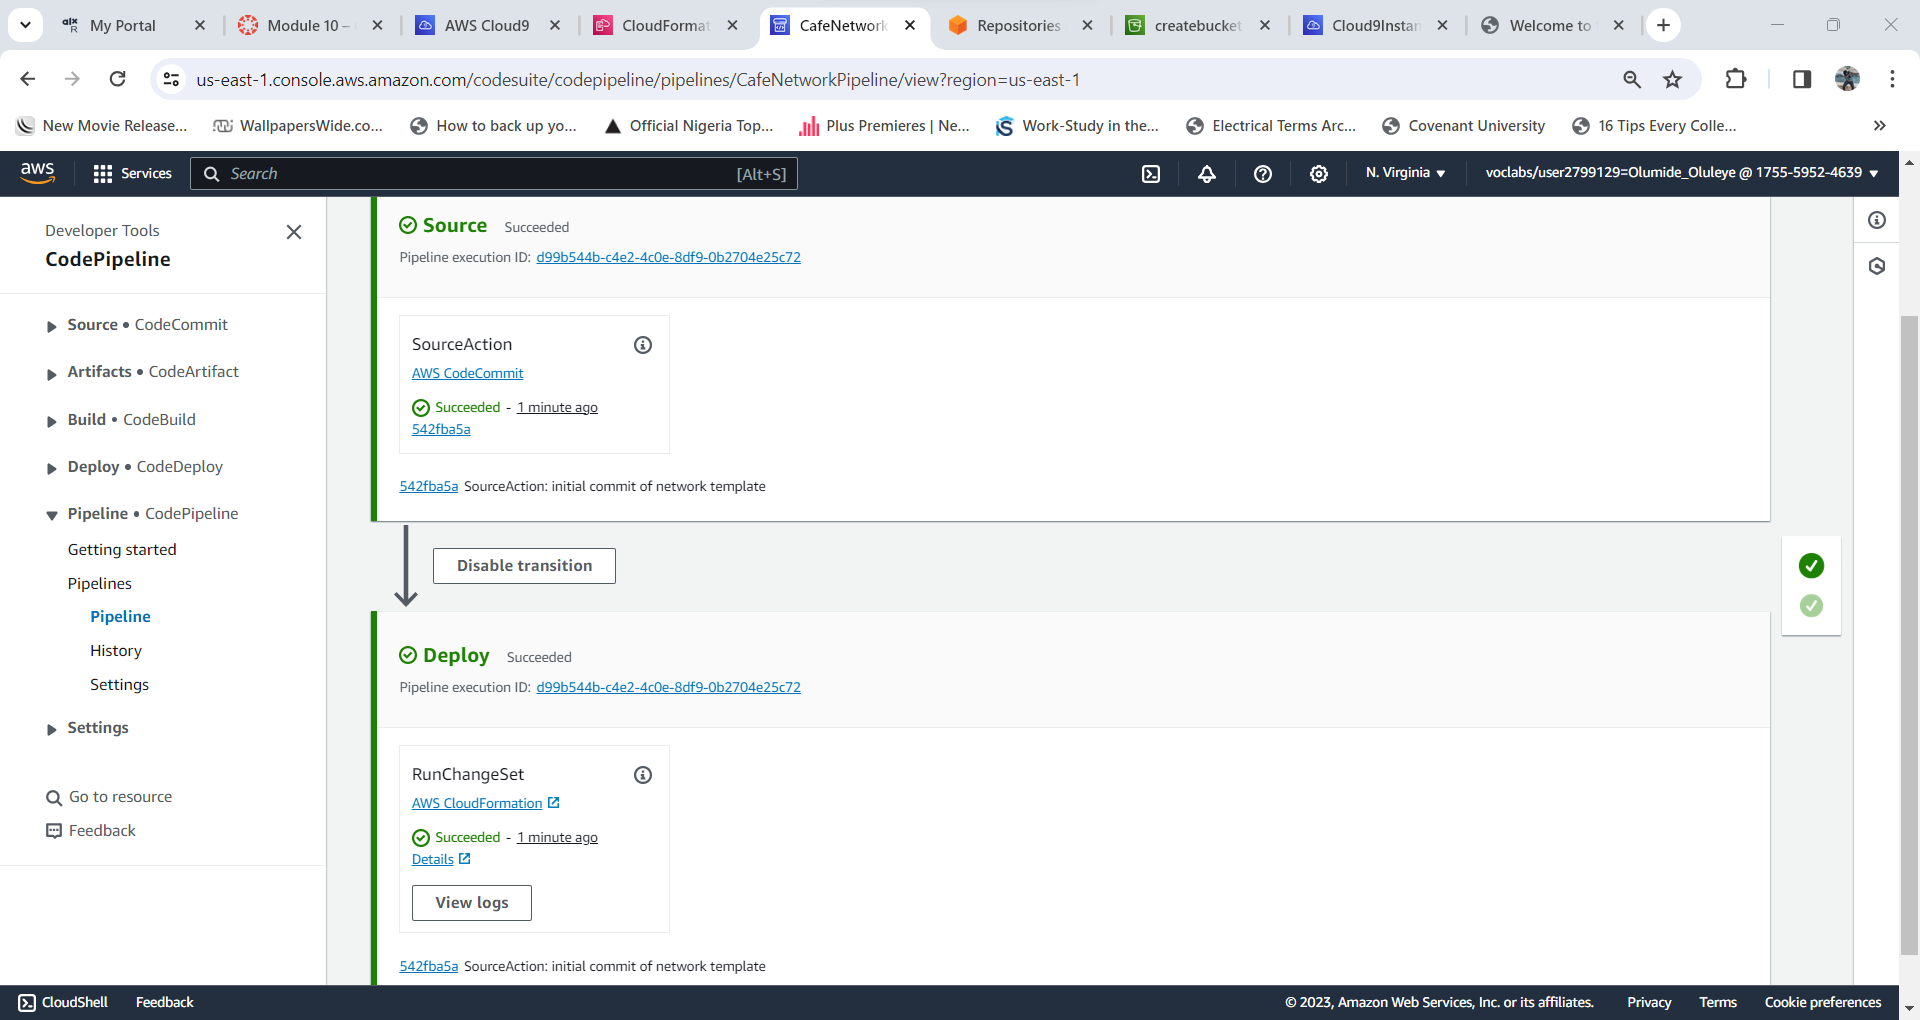 My Portal
Module 10 –
AWS Cloud9
CloudFormat
CafeNetwork
Repositories
createbucket
Cloud9Instan
Welcome to
us-east-1.console.aws.amazon.com/codesuite/codepipeline/pipelines/CafeNetworkPipeline/view?region=us-east-1
New Movie Release...
WallpapersWide.co...
How to back up yo...
Official Nigeria Top...
Plus Premieres | Ne...
Work-Study in the...
Electrical Terms Arc...
Covenant University
16 Tips Every Colle...
aws
Services
Search
[Alt+S]
N. Virginia
voclabs/user2799129=Olumide_Oluleye @ 1755-5952-4639
Developer Tools
CodePipeline
Source • CodeCommit
Artifacts • CodeArtifact
Build • CodeBuild
Deploy • CodeDeploy
Pipeline • CodePipeline
Getting started
Pipelines
Pipeline
History
Settings
Settings
Go to resource
Feedback
Source Succeeded
Pipeline execution ID: d99b544b-c4e2-4c0e-8df9-0b2704e25c72
SourceAction
AWS CodeCommit
Succeeded - 1 minute ago
542fba5a
542fba5a SourceAction: initial commit of network template
Disable transition
Deploy Succeeded
Pipeline execution ID: d99b544b-c4e2-4c0e-8df9-0b2704e25c72
RunChangeSet
AWS CloudFormation
Succeeded - 1 minute ago
Details
View logs
542fba5a SourceAction: initial commit of network template
CloudShell
Feedback
© 2023, Amazon Web Services, Inc. or its affiliates.
Privacy
Terms
Cookie preferences